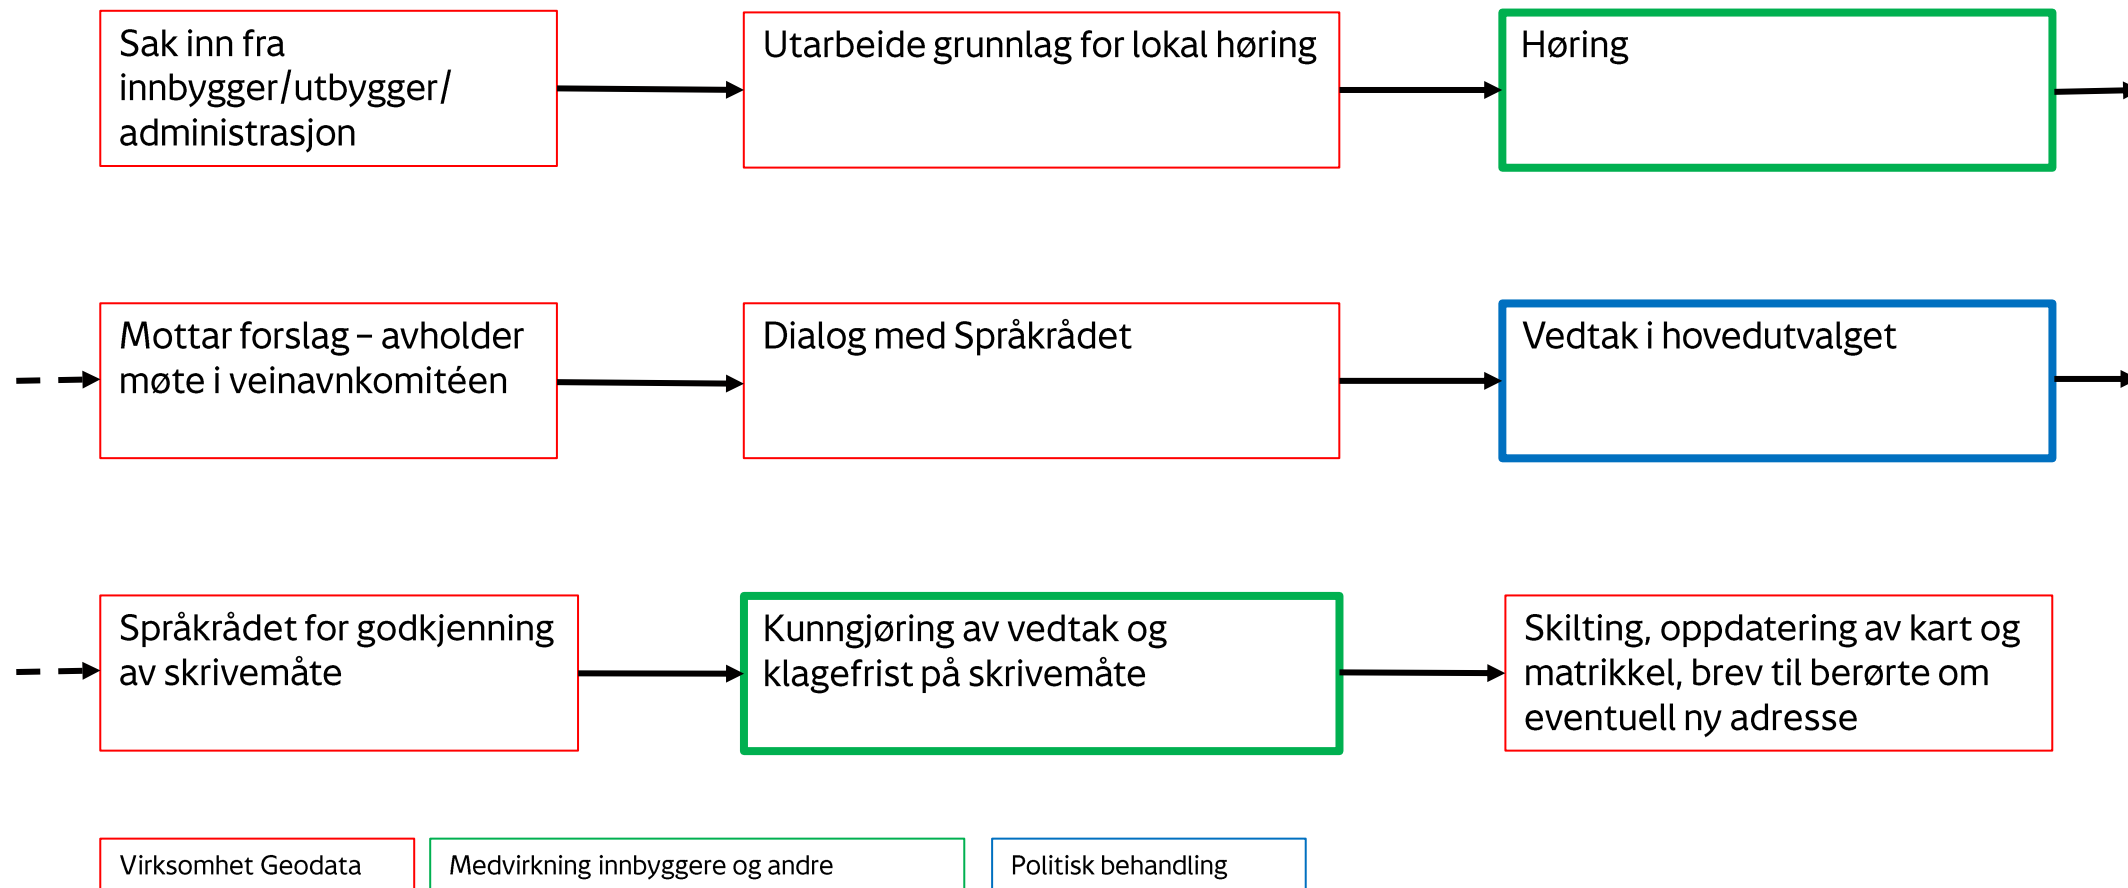 Sak inn fra
innbygger/utbygger/
administrasjon
Utarbeide grunnlag for lokal høring
Høring
Mottar forslag – avholder
møte i veinavnkomitéen
Dialog med Språkrådet
Vedtak i hovedutvalget
Språkrådet for godkjenning
av skrivemåte
Kunngjøring av vedtak og
klagefrist på skrivemåte
Skilting, oppdatering av kart og
matrikkel, brev til berørte om
eventuell ny adresse
Virksomhet Geodata
Medvirkning innbyggere og andre
Politisk behandling